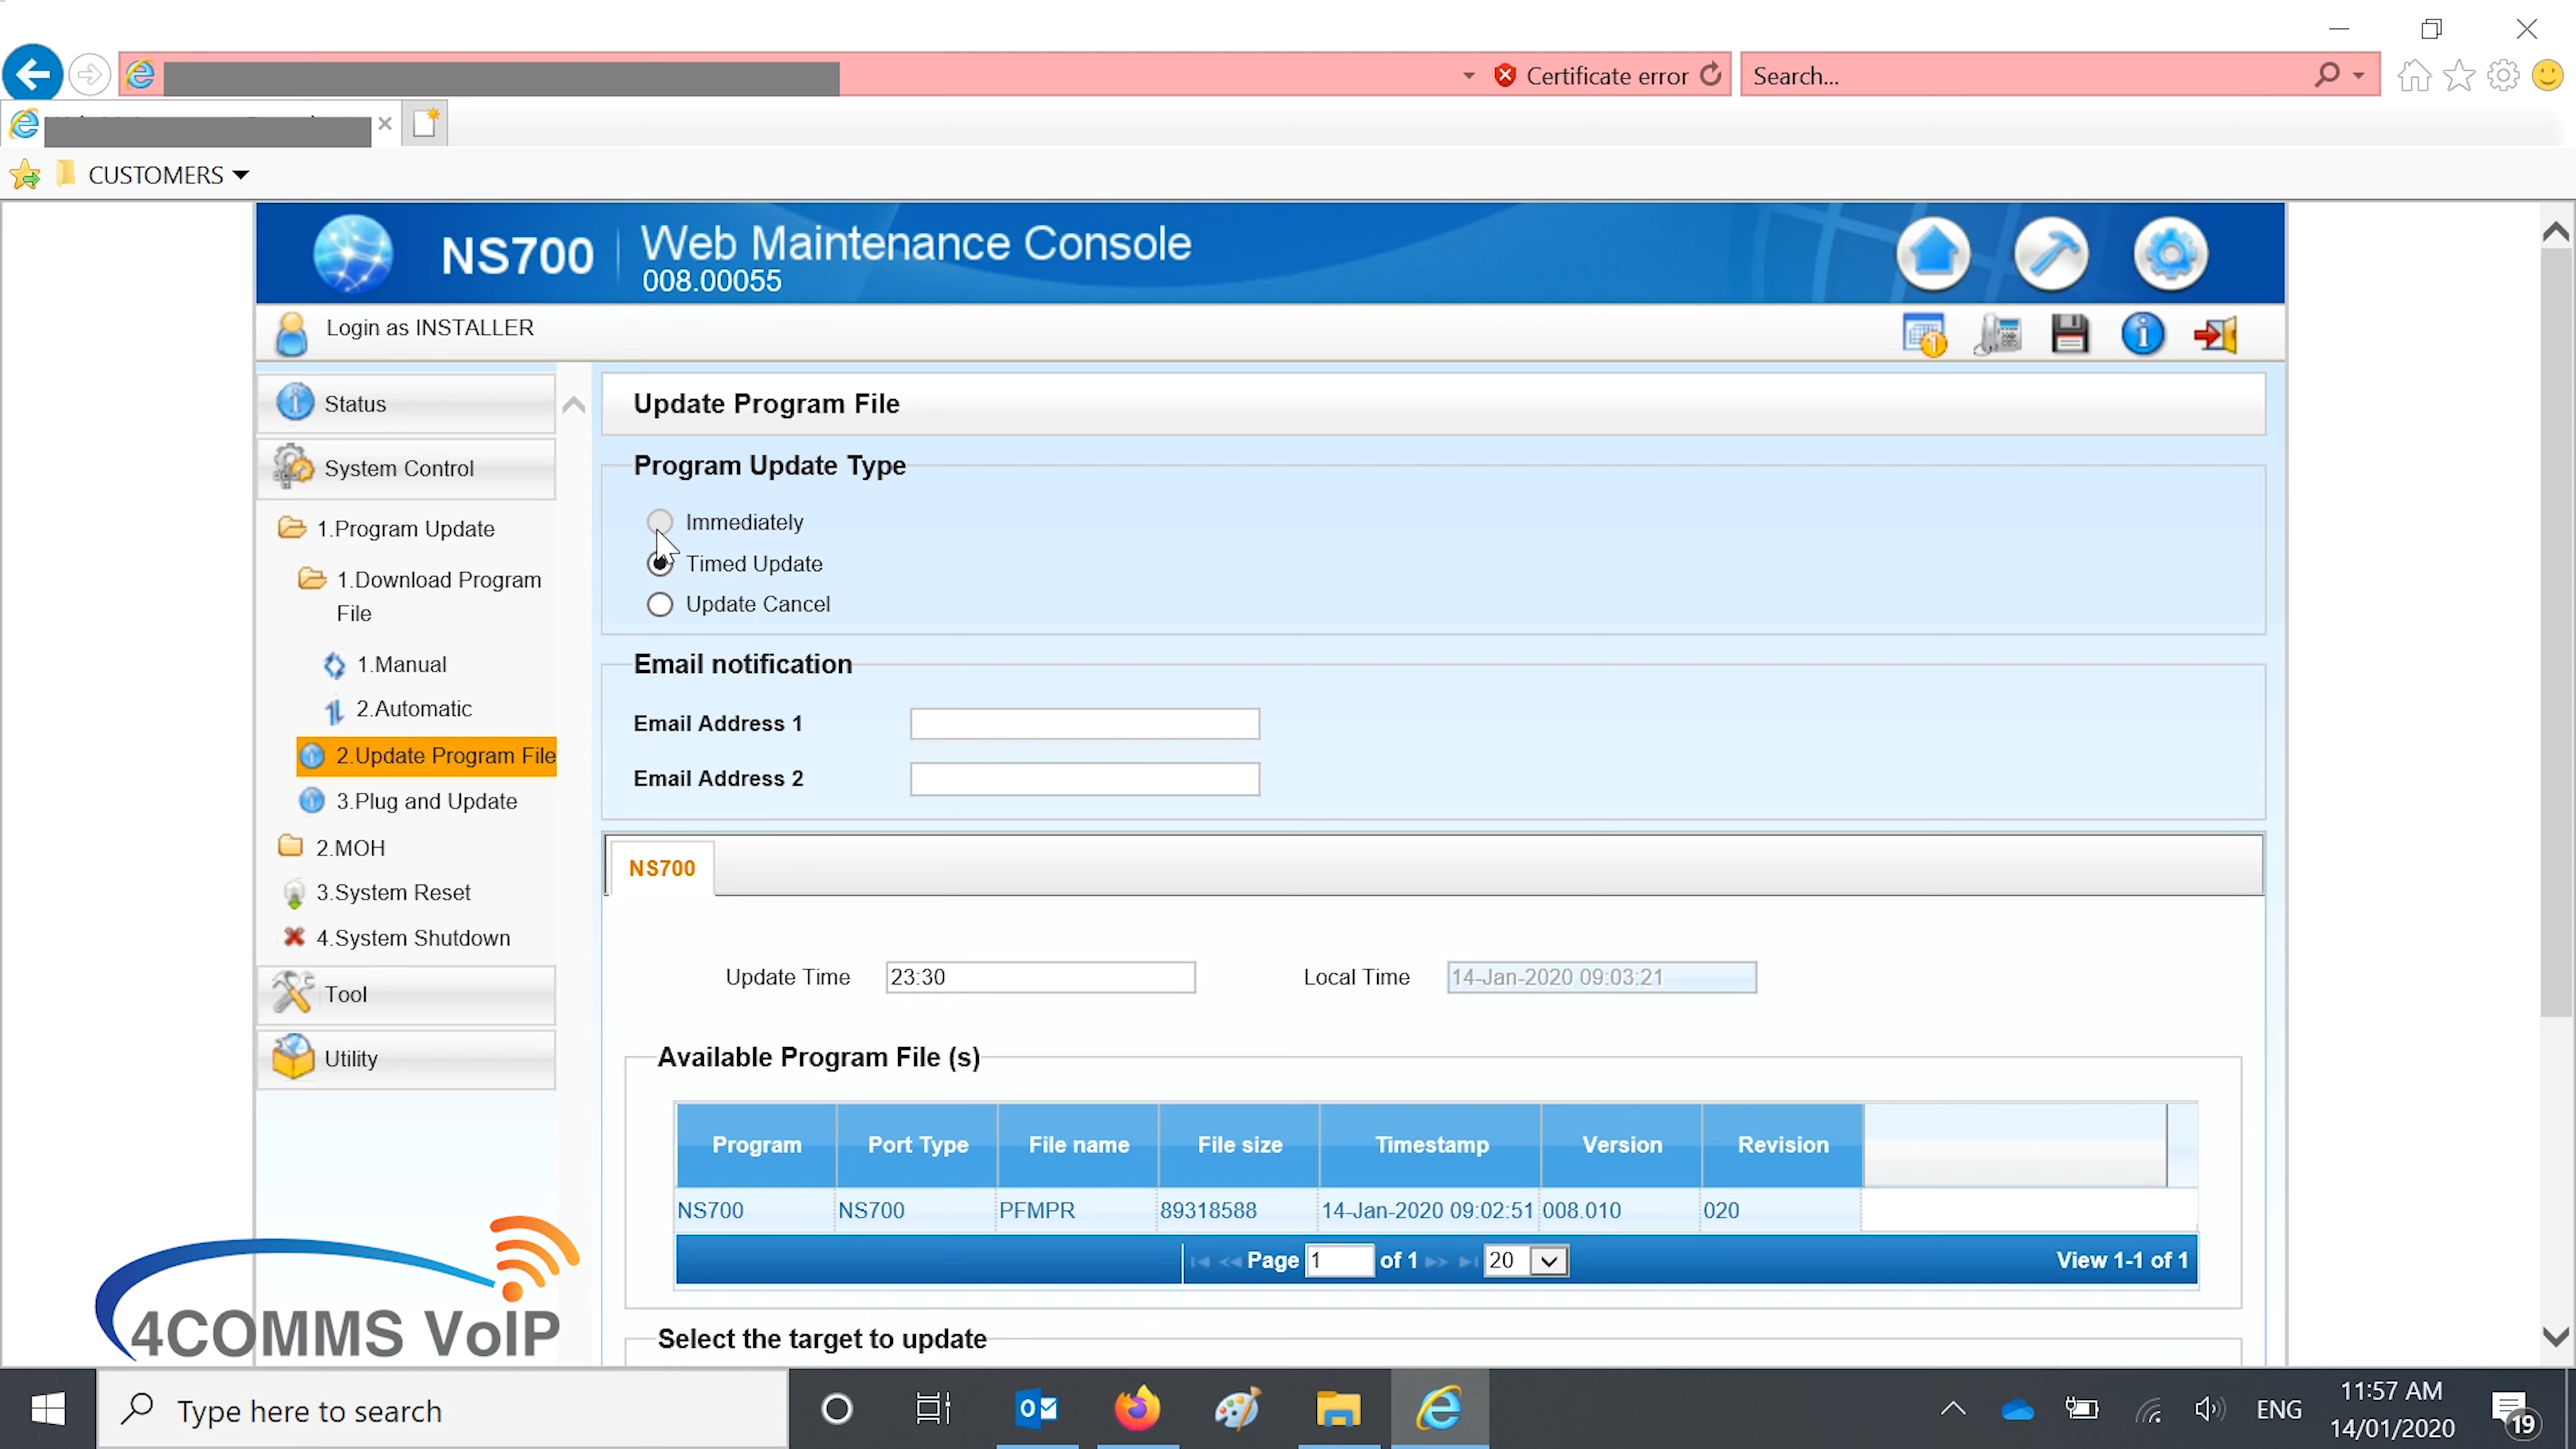 Certificate error
Search...
CUSTOMERS
NS700
Web Maintenance Console
008.00055
Login as INSTALLER
Status
System Control
1.Program Update
1.Download Program
File
1.Manual
2.Automatic
2.Update Program File
3.Plug and Update
2.MOH
3.System Reset
4.System Shutdown
Tool
Utility
Update Program File
Program Update Type
Immediately
Timed Update
Update Cancel
Email notification
Email Address 1
Email Address 2
NS700
Update Time 23:30 Local Time 14-Jan-2020 09:03:21
Available Program File (s)
Program Port Type File name File size Timestamp Version Revision
NS700 NS700 PFMPR 89318588 14-Jan-2020 09:02:51 008.010 020
Page 1 of 1 20 View 1-1 of 1
Select the target to update
4COMMS VoIP
Type here to search
ENG
11:57 AM
14/01/2020
19